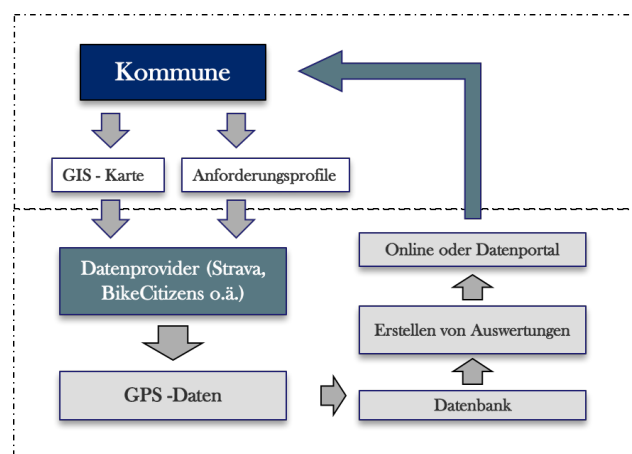 Kommune
GIS - Karte
Anforderungsprofile
Datenprovider (Strava,
BikeCitizens o.ä.)
GPS -Daten
Online oder Datenportal
Erstellen von Auswertungen
Datenbank